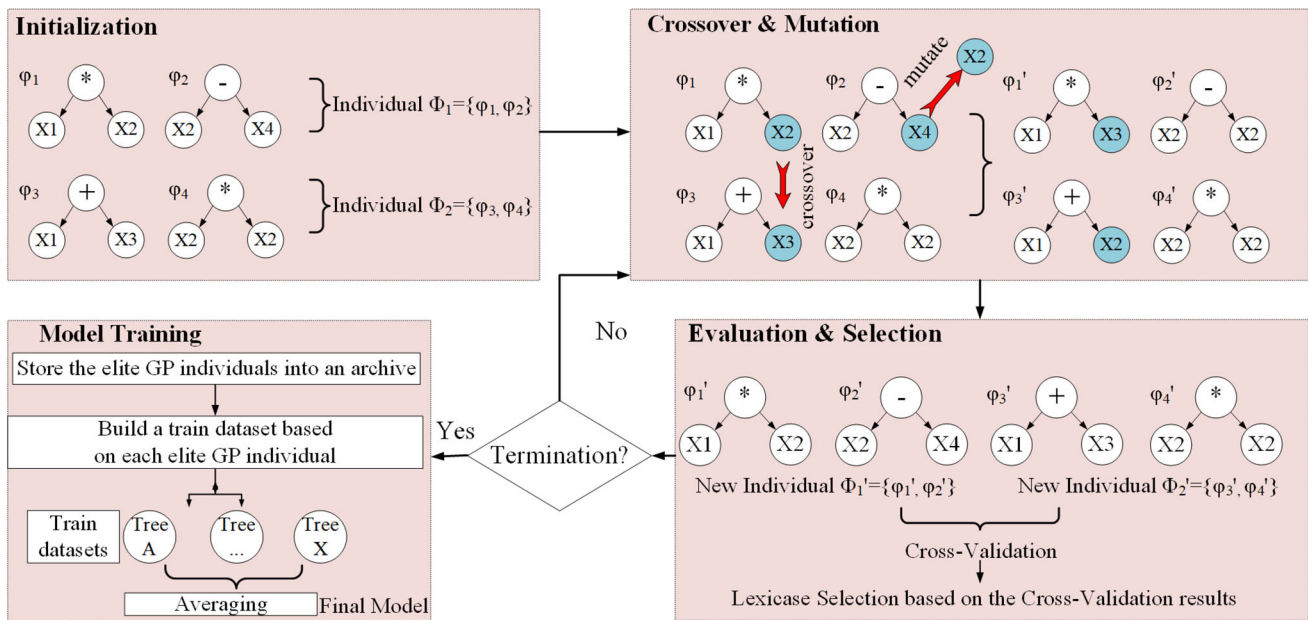 Initialization
φ1 * φ2 -
X1 X2 X2 X4
Individual Φ1={φ1, φ2}
φ3 + φ4 *
X1 X3 X2 X2
Individual Φ2={φ3, φ4}
Crossover & Mutation
mutate X2
φ1 * φ2 - φ1' * φ2' -
X1 X2 X2 X4 X1 X3 X2 X2
crossover
φ3 + φ4 * φ3' + φ4' *
X1 X3 X2 X2 X1 X2 X2 X2
Model Training
Store the elite GP individuals into an archive
Build a train dataset based
on each elite GP individual
Train
datasets
Tree
A
Tree
...
Tree
X
Averaging
Final Model
No
Yes
Termination?
Evaluation & Selection
φ1' * φ2' - φ3' + φ4' *
X1 X2 X2 X4 X1 X3 X2 X2
New Individual Φ1'={φ1', φ2'}
New Individual Φ2'={φ3', φ4'}
Cross-Validation
Lexicase Selection based on the Cross-Validation results